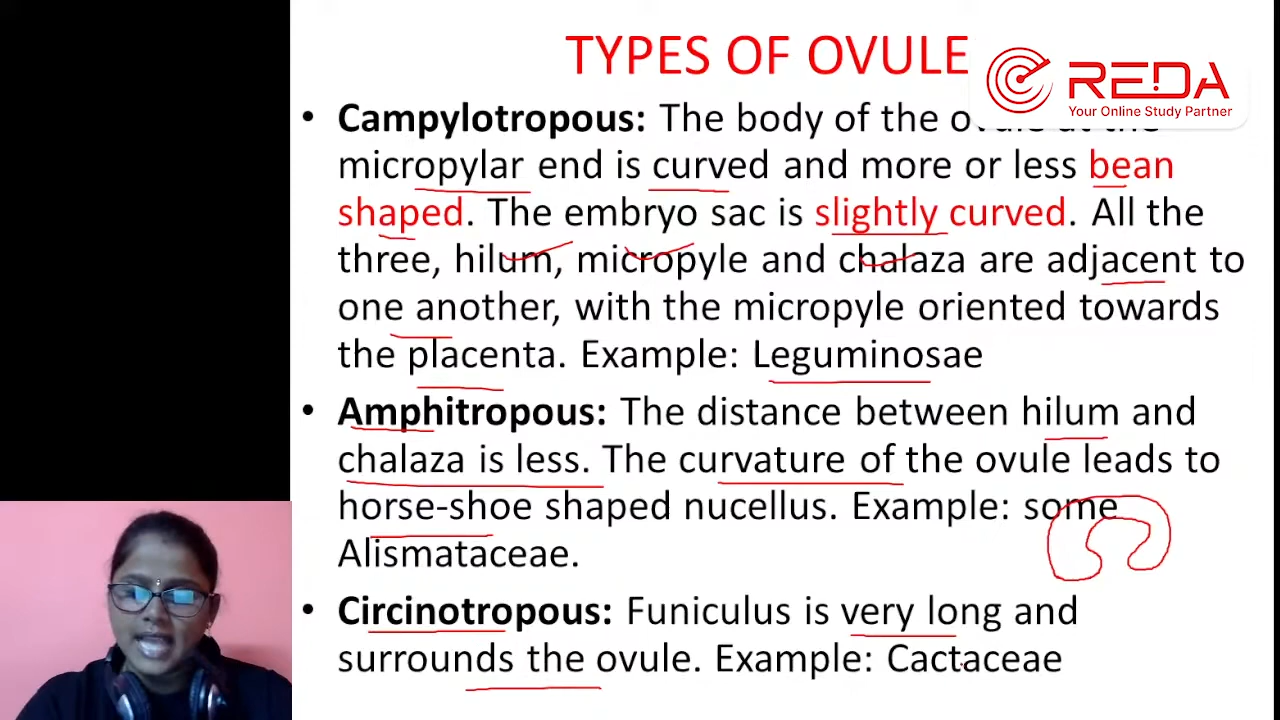 TYPES OF OVULE
REDA
Your Online Study Partner
• Campylotropous: The body of the ovule at the
micropylar end is curved and more or less bean
shaped. The embryo sac is slightly curved. All the
three, hilum, micropyle and chalaza are adjacent to
one another, with the micropyle oriented towards
the placenta. Example: Leguminosae
• Amphitropous: The distance between hilum and
chalaza is less. The curvature of the ovule leads to
horse-shoe shaped nucellus. Example: some
Alismataceae.
• Circinotropous: Funiculus is very long and
surrounds the ovule. Example: Cactaceae